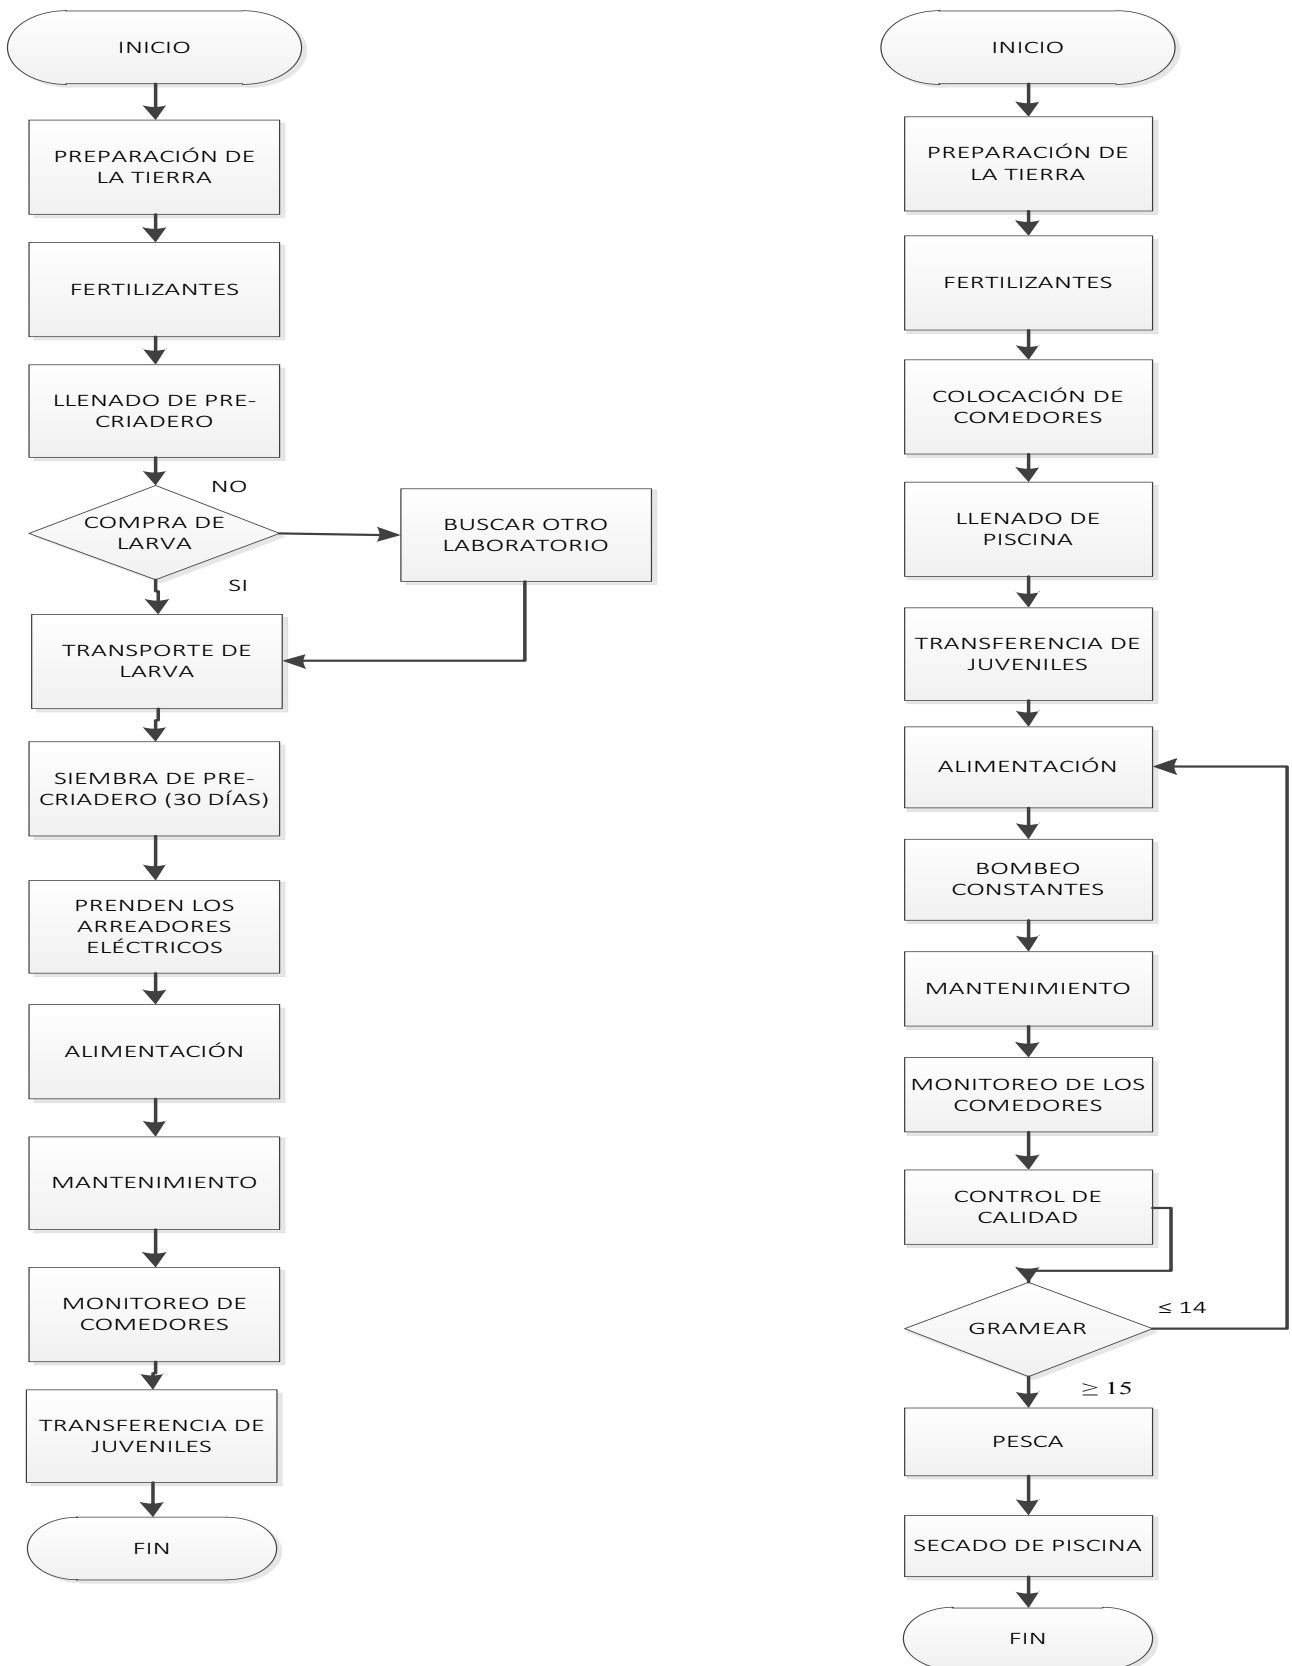 INICIO
PREPARACIÓN DE
LA TIERRA
FERTILIZANTES
LLENADO DE PRE-
CRIADERO
NO
COMPRA DE
LARVA
BUSCAR OTRO
LABORATORIO
SI
TRANSPORTE DE
LARVA
SIEMBRA DE PRE-
CRIADERO (30 DÍAS)
PRENDEN LOS
ARREADORES
ELÉCTRICOS
ALIMENTACIÓN
MANTENIMIENTO
MONITOREO DE
COMEDORES
TRANSFERENCIA DE
JUVENILES
FIN
INICIO
PREPARACIÓN DE
LA TIERRA
FERTILIZANTES
COLOCACIÓN DE
COMEDORES
LLENADO DE
PISCINA
TRANSFERENCIA DE
JUVENILES
ALIMENTACIÓN
BOMBEO
CONSTANTES
MANTENIMIENTO
MONITOREO DE LOS
COMEDORES
CONTROL DE
CALIDAD
≤ 14
GRAMEAR
≥ 15
PESCA
SECADO DE PISCINA
FIN